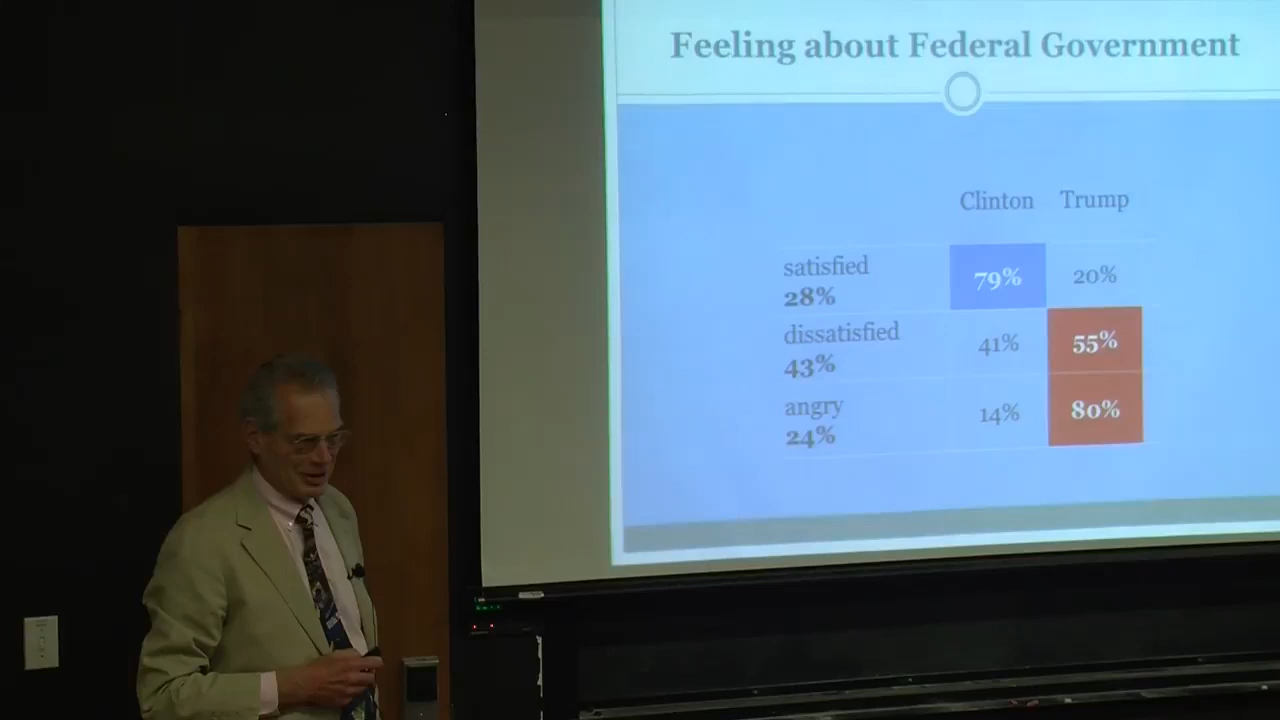 Feeling about Federal Government
Clinton Trump
satisfied
28%
79% 20%
dissatisfied
43%
41% 55%
angry
24%
14% 80%